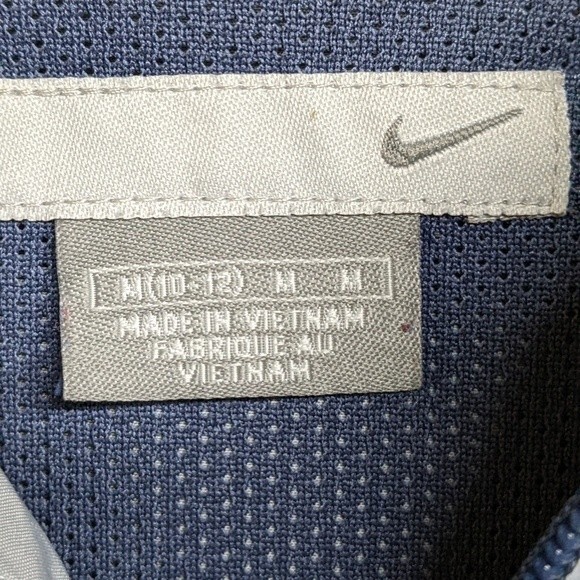 M(10-12) M M
MADE IN VIETNAM
FABRIQUE AU
VIETNAM